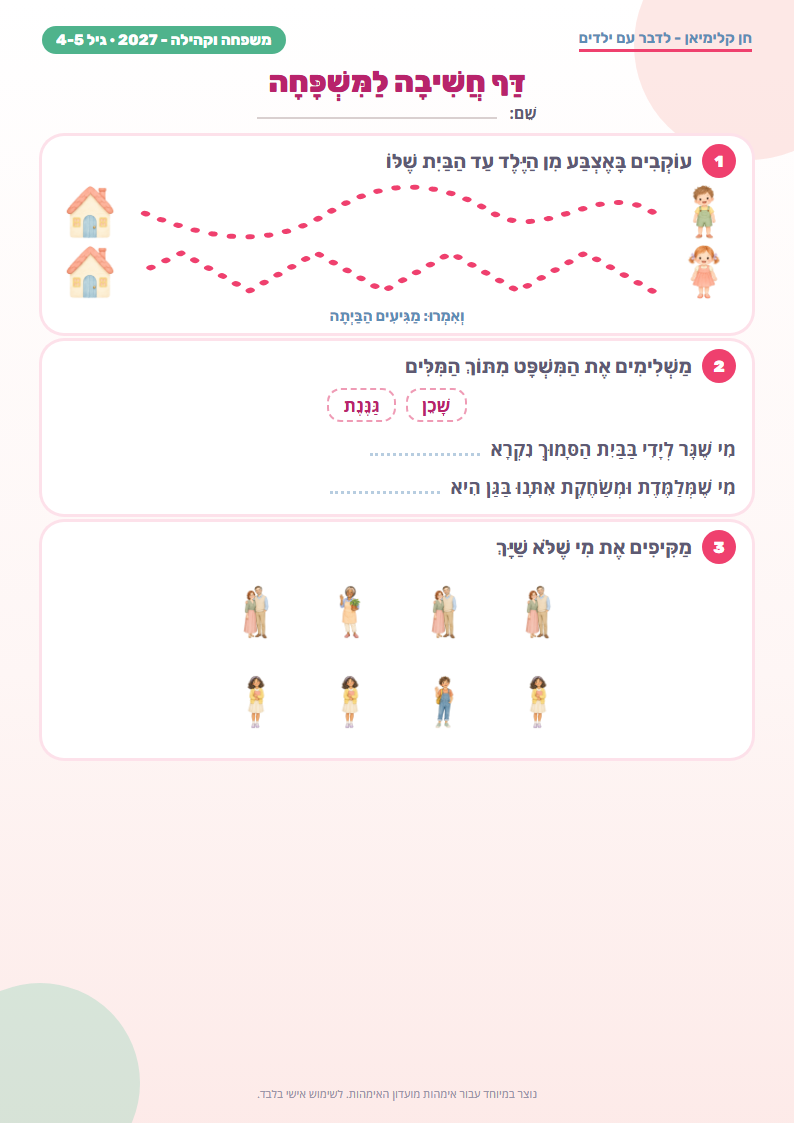 חן קלימיאן - לדבר עם ילדים
משפחה וקהילה - 2027 • גיל 4-5
דַּף חֲשִׁיבָה לַמִּשְׁפָּחָה
שֵׁם:
1 עוֹקְבִים בָּאֶצְבַּע מִן הַיֶּלֶד עַד הַבַּיִת שֶׁלּוֹ
וְאִמְרוּ: מַגִּיעִים הַבַּיְתָה
2 מַשְׁלִימִים אֶת הַמִּשְׁפָּט מִתּוֹךְ הַמִּלִּים
שָׁכֵן גַּנֶּנֶת
מִי שֶׁגָּר לְיָדִי בַּבַּיִת הַסָּמוּךְ נִקְרָא
מִי שֶׁמְּלַמֶּדֶת וּמְשַׂחֶקֶת אִתָּנוּ בַּגַּן הִיא
3 מַקִּיפִים אֶת מִי שֶׁלֹּא שַׁיָּךְ
נוצר במיוחד עבור אימהות מועדון האימהות. לשימוש אישי בלבד.